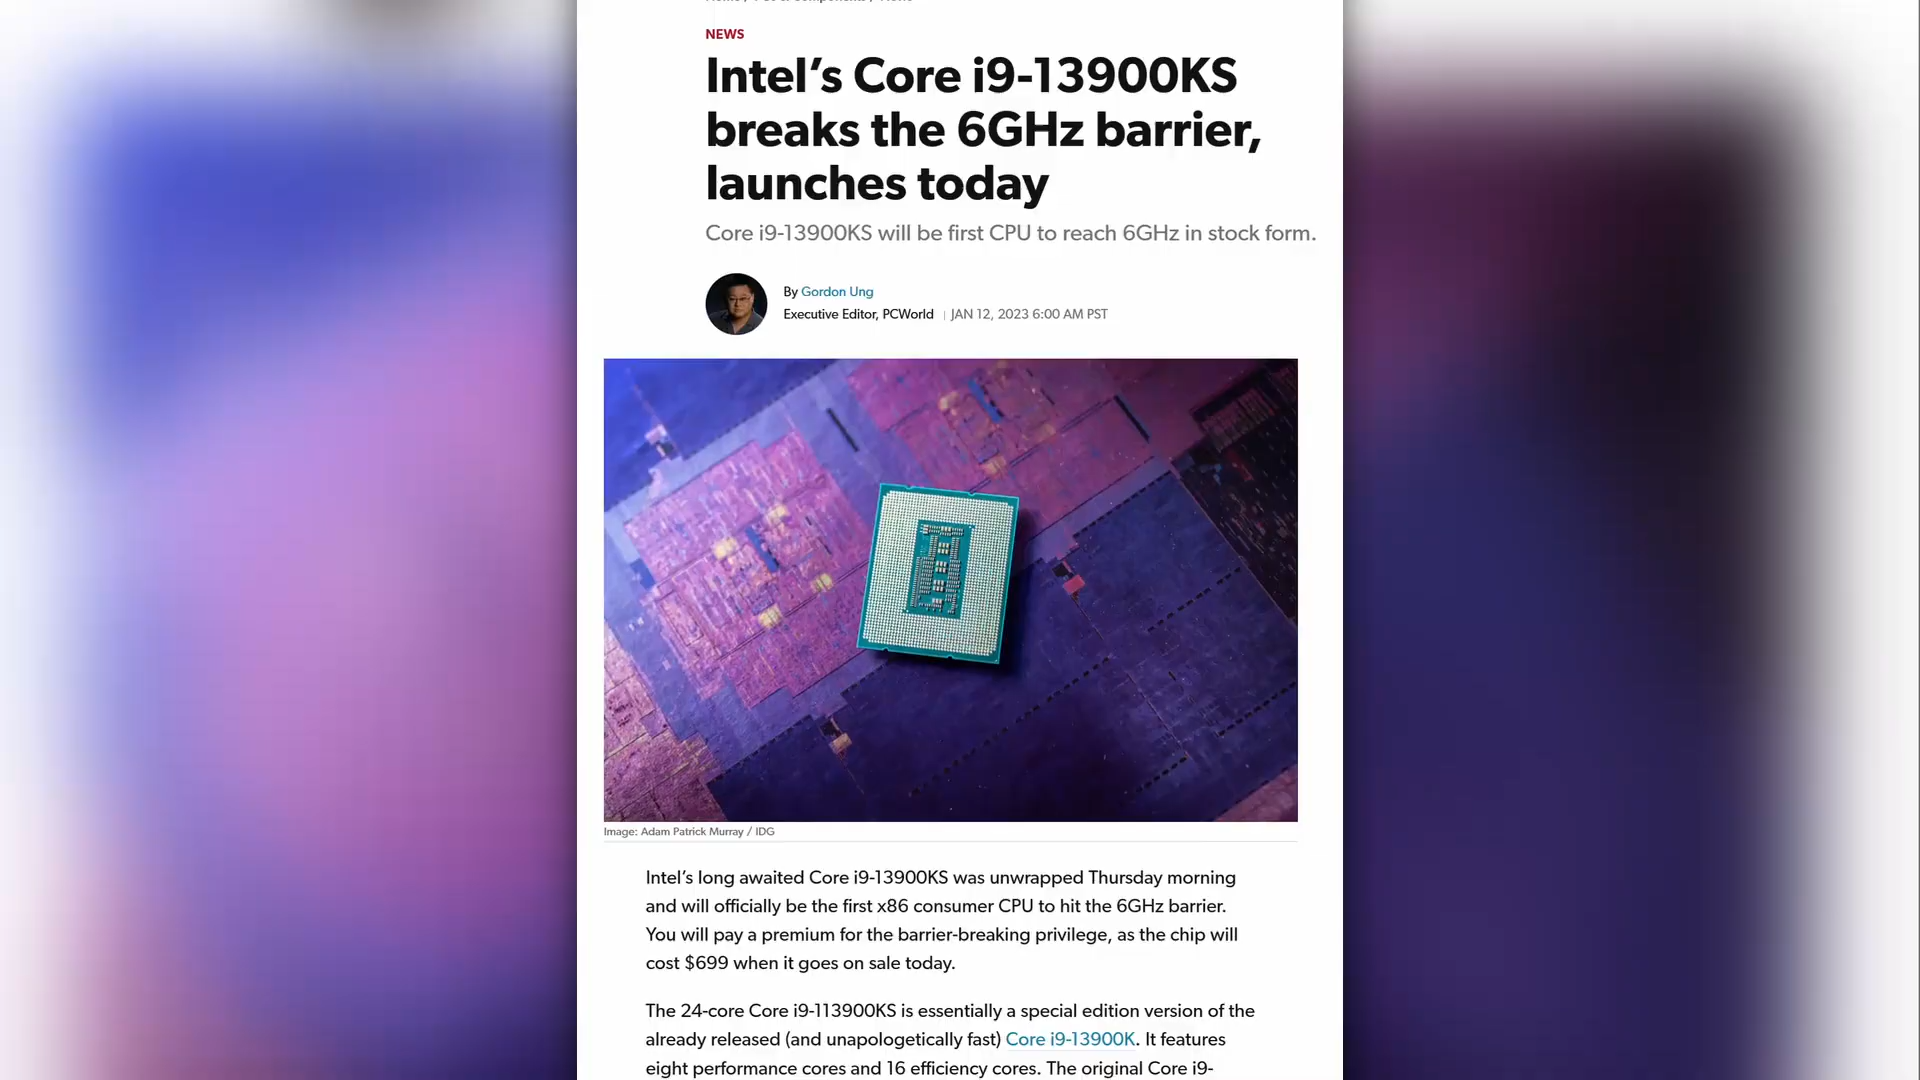 NEWS
Intel's Core i9-13900KS
breaks the 6GHz barrier,
launches today
Core i9-13900KS will be first CPU to reach 6GHz in stock form.
By Gordon Ung
Executive Editor, PCWorld | JAN 12, 2023 6:00 AM PST
Image: Adam Patrick Murray / IDG
Intel's long awaited Core i9-13900KS was unwrapped Thursday morning
and will officially be the first x86 consumer CPU to hit the 6GHz barrier.
You will pay a premium for the barrier-breaking privilege, as the chip will
cost $699 when it goes on sale today.
The 24-core Core i9-113900KS is essentially a special edition version of the
already released (and unapologetically fast) Core i9-13900K. It features
eight performance cores and 16 efficiency cores. The original Core i9-